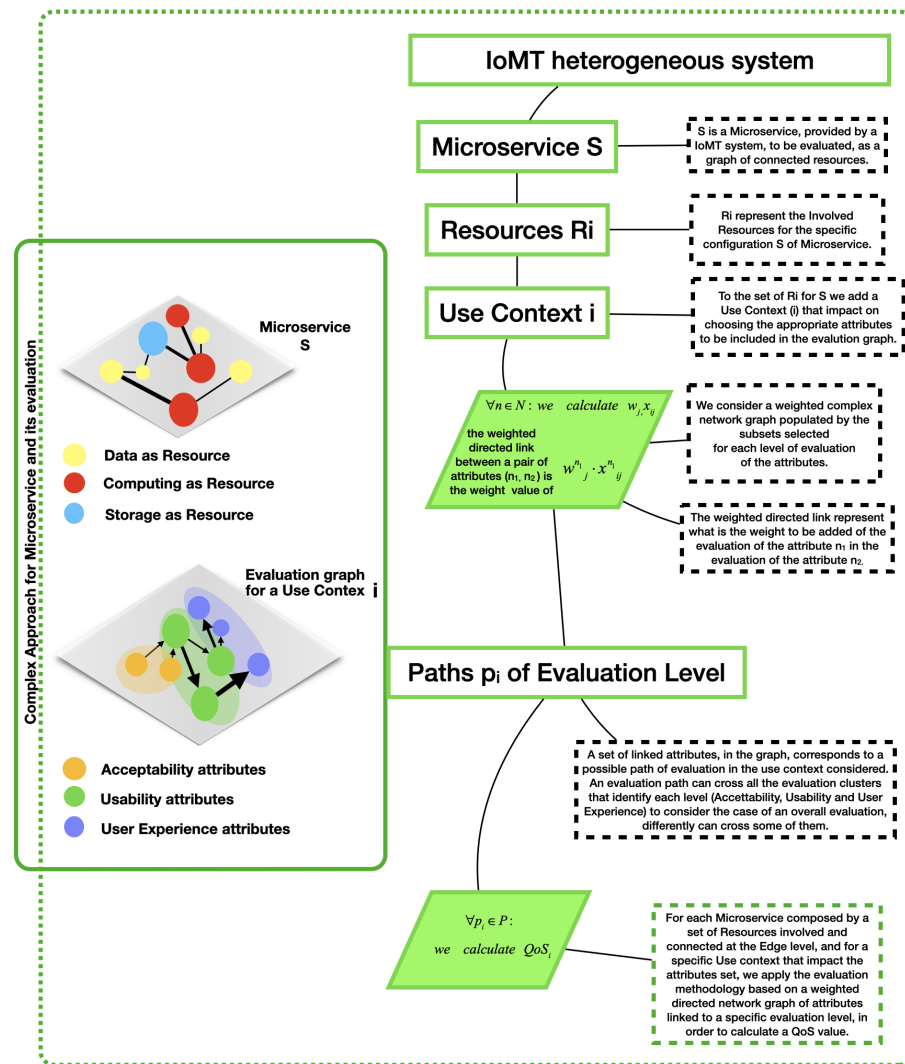 IoMT heterogeneous system
Microservice S
S is a Microservice, provided by a
IoMT system, to be evaluated, as a
graph of connected resources.
Resources Ri
Ri represent the Involved
Resources for the specific
configuration S of Microservice.
Use Context i
To the set of Ri for S we add a
Use Context (i) that impact on
choosing the appropriate attributes
to be included in the evalution graph.
∀n ∈ N : we calculate w_j, x_ij
the weighted
directed link
between a pair of
attributes (n₁, n₂) is
the weight value of
w^{n₁}_j · x^{n₁}_ij
We consider a weighted complex
network graph populated by the
subsets selected
for each level of evaluation
of the attributes.
The weighted directed link represent
what is the weight to be added of the
evaluation of the attribute n₁ in the
evaluation of the attribute n₂.
Paths pᵢ of Evaluation Level
A set of linked attributes, in the graph, corresponds to a
possible path of evaluation in the use context considered.
An evaluation path can cross all the evaluation clusters
that identify each level (Accettability, Usability and User
Experience) to consider the case of an overall evaluation,
differently can cross some of them.
∀pᵢ ∈ P :
we calculate QoSᵢ
For each Microservice composed by a
set of Resources involved and
connected at the Edge level, and for a
specific Use context that impact the
attributes set, we apply the evaluation
methodology based on a weighted
directed network graph of attributes
linked to a specific evaluation level, in
order to calculate a QoS value.
Complex Approach for Microservice and its evaluation
Microservice
S
Data as Resource
Computing as Resource
Storage as Resource
Evaluation graph
for a Use Contex i
Acceptability attributes
Usability attributes
User Experience attributes